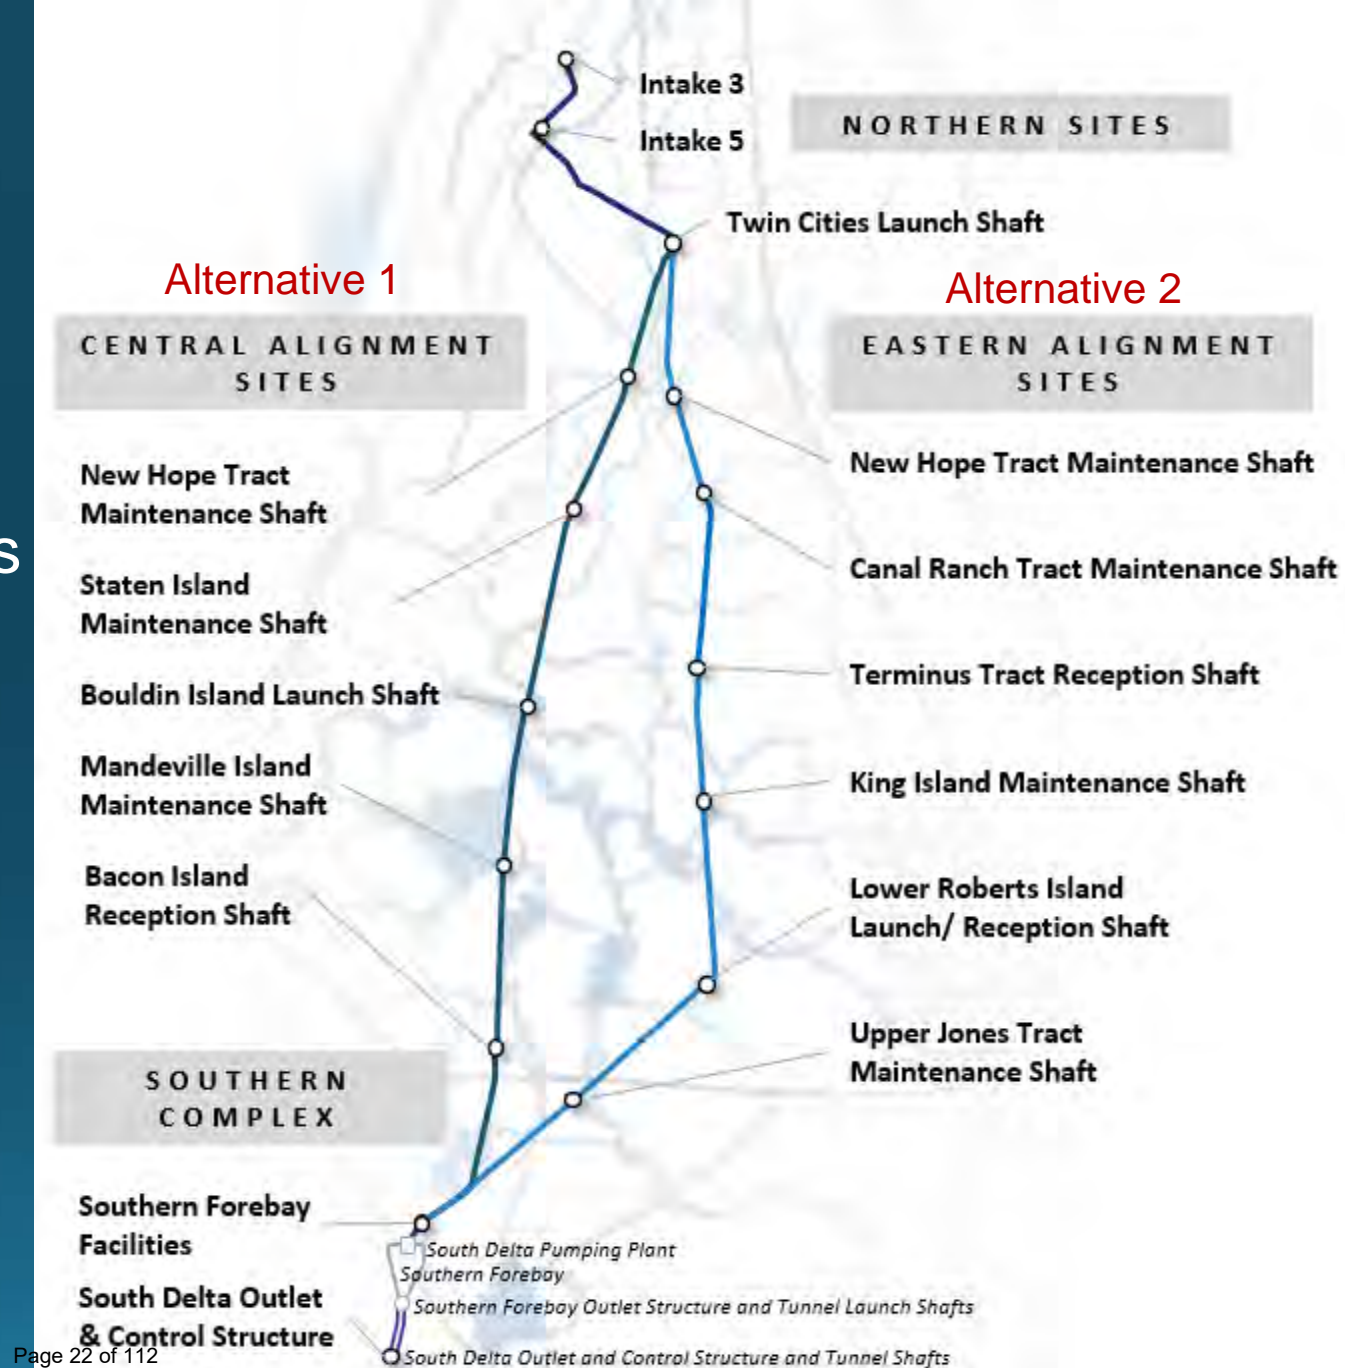 Intake 3
NORTHERN SITES
Intake 5
Twin Cities Launch Shaft
Alternative 1
Alternative 2
CENTRAL ALIGNMENT
SITES
EASTERN ALIGNMENT
SITES
New Hope Tract
Maintenance Shaft
Staten Island
Maintenance Shaft
Bouldin Island Launch Shaft
Mandeville Island
Maintenance Shaft
Bacon Island
Reception Shaft
New Hope Tract Maintenance Shaft
Canal Ranch Tract Maintenance Shaft
Terminus Tract Reception Shaft
King Island Maintenance Shaft
Lower Roberts Island
Launch/ Reception Shaft
Upper Jones Tract
Maintenance Shaft
s
SOUTHERN
COMPLEX
Southern Forebay
Facilities
South Delta Outlet
& Control Structure
South Delta Pumping Plant
Southern Forebay
Southern Forebay Outlet Structure and Tunnel Launch Shafts
South Delta Outlet and Control Structure and Tunnel Shafts
Page 22 of 112